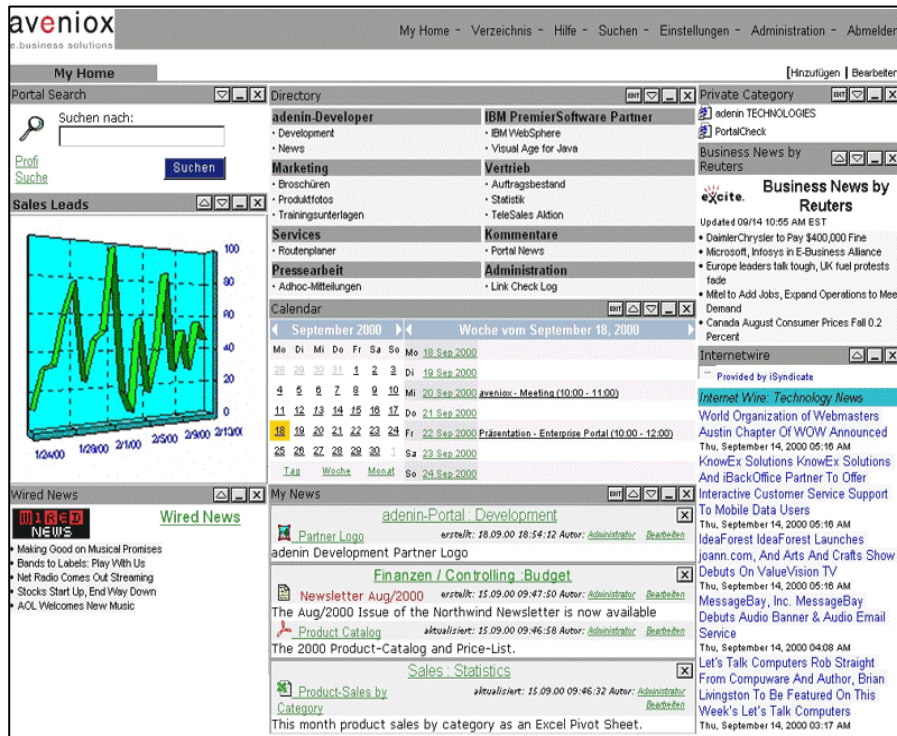 aveniox
e.business solutions
My Home - Verzeichnis - Hilfe - Suchen - Einstellungen - Administration - Abmelden
My Home
[Hinzufügen | Bearbeiten
Portal Search
Suchen nach:
Profi
Suche
Suchen
Sales Leads
100
80
60
40
20
0
1/24/00 1/28/00 2/1/00 2/5/00 2/9/00 2/13/00
Wired News
WIRED
NEWS
Wired News
• Making Good on Musical Promises
• Bands to Labels: Play With Us
• Net Radio Comes Out Streaming
• Stocks Start Up, End Way Down
• AOL Welcomes New Music
Directory
EDIT
adenin-Developer
· Development
· News
IBM PremierSoftware Partner
· IBM WebSphere
· Visual Age for Java
Marketing
· Broschüren
· Produktfotos
· Trainingsunterlagen
Vertrieb
· Auftragsbestand
· Statistik
· TeleSales Aktion
Services
· Routenplaner
Kommentare
· Portal News
Pressearbeit
· Adhoc-Mitteilungen
Administration
· Link Check Log
Calendar
EDIT
September 2000
Mo Di Mi Do Fr Sa So
28 29 30 31 1 2 3
4 5 6 7 8 9 10
11 12 13 14 15 16 17
18 19 20 21 22 23 24
25 26 27 28 29 30 1
Tag Woche Monat
Woche vom September 18, 2000
Mo 18 Sep 2000
Di 19 Sep 2000
Mi 20 Sep 2000 aveniox - Meeting (10:00 - 11:00)
Do 21 Sep 2000
Fr 22 Sep 2000 Präsentation - Enterprise Portal (10:00 - 12:00)
Sa 23 Sep 2000
So 24 Sep 2000
My News
EDIT
adenin-Portal : Development
Partner Logo erstellt: 18.09.00 18:54:12 Autor: Administrator Bearbeiten
adenin Development Partner Logo
Finanzen / Controlling :Budget
Newsletter Aug/2000 erstellt: 15.09.00 09:47:50 Autor: Administrator Bearbeiten
The Aug/2000 Issue of the Northwind Newsletter is now available
Product Catalog aktualisiert: 15.09.00 09:46:58 Autor: Administrator Bearbeiten
The 2000 Product-Catalog and Price-List.
Sales : Statistics
Product-Sales by aktualisiert: 15.09.00 09:46:32 Autor: Administrator
Category Bearbeiten
This month product sales by category as an Excel Pivot Sheet.
Private Category
EDIT
adenin TECHNOLOGIES
PortalCheck
Business News by
Reuters
excite.
Business News by
Reuters
Updated 09/14 10:55 AM EST
• DaimlerChrysler to Pay $400,000 Fine
• Microsoft, Infosys in E-Business Alliance
• Europe leaders talk tough, UK fuel protests
fade
• Mitel to Add Jobs, Expand Operations to Mee
Demand
• Canada August Consumer Prices Fall 0.2
Percent
Internetwire
Provided by iSyndicate
Internet Wire: Technology News
World Organization of Webmasters
Austin Chapter Of WOW Announced
Thu, September 14, 2000 05:16 AM
KnowEx Solutions KnowEx Solutions
And iBackOffice Partner To Offer
Interactive Customer Service Support
To Mobile Data Users
Thu, September 14, 2000 05:16 AM
IdeaForest IdeaForest Launches
joann.com, And Arts And Crafts Show
Debuts On ValueVision TV
Thu, September 14, 2000 05:16 AM
MessageBay, Inc. MessageBay
Debuts Audio Banner & Audio Email
Service
Thu, September 14, 2000 04:08 AM
Let's Talk Computers Rob Straight
From Compuware And Author, Brian
Livingston To Be Featured On This
Week's Let's Talk Computers
Thu, September 14, 2000 03:17 AM